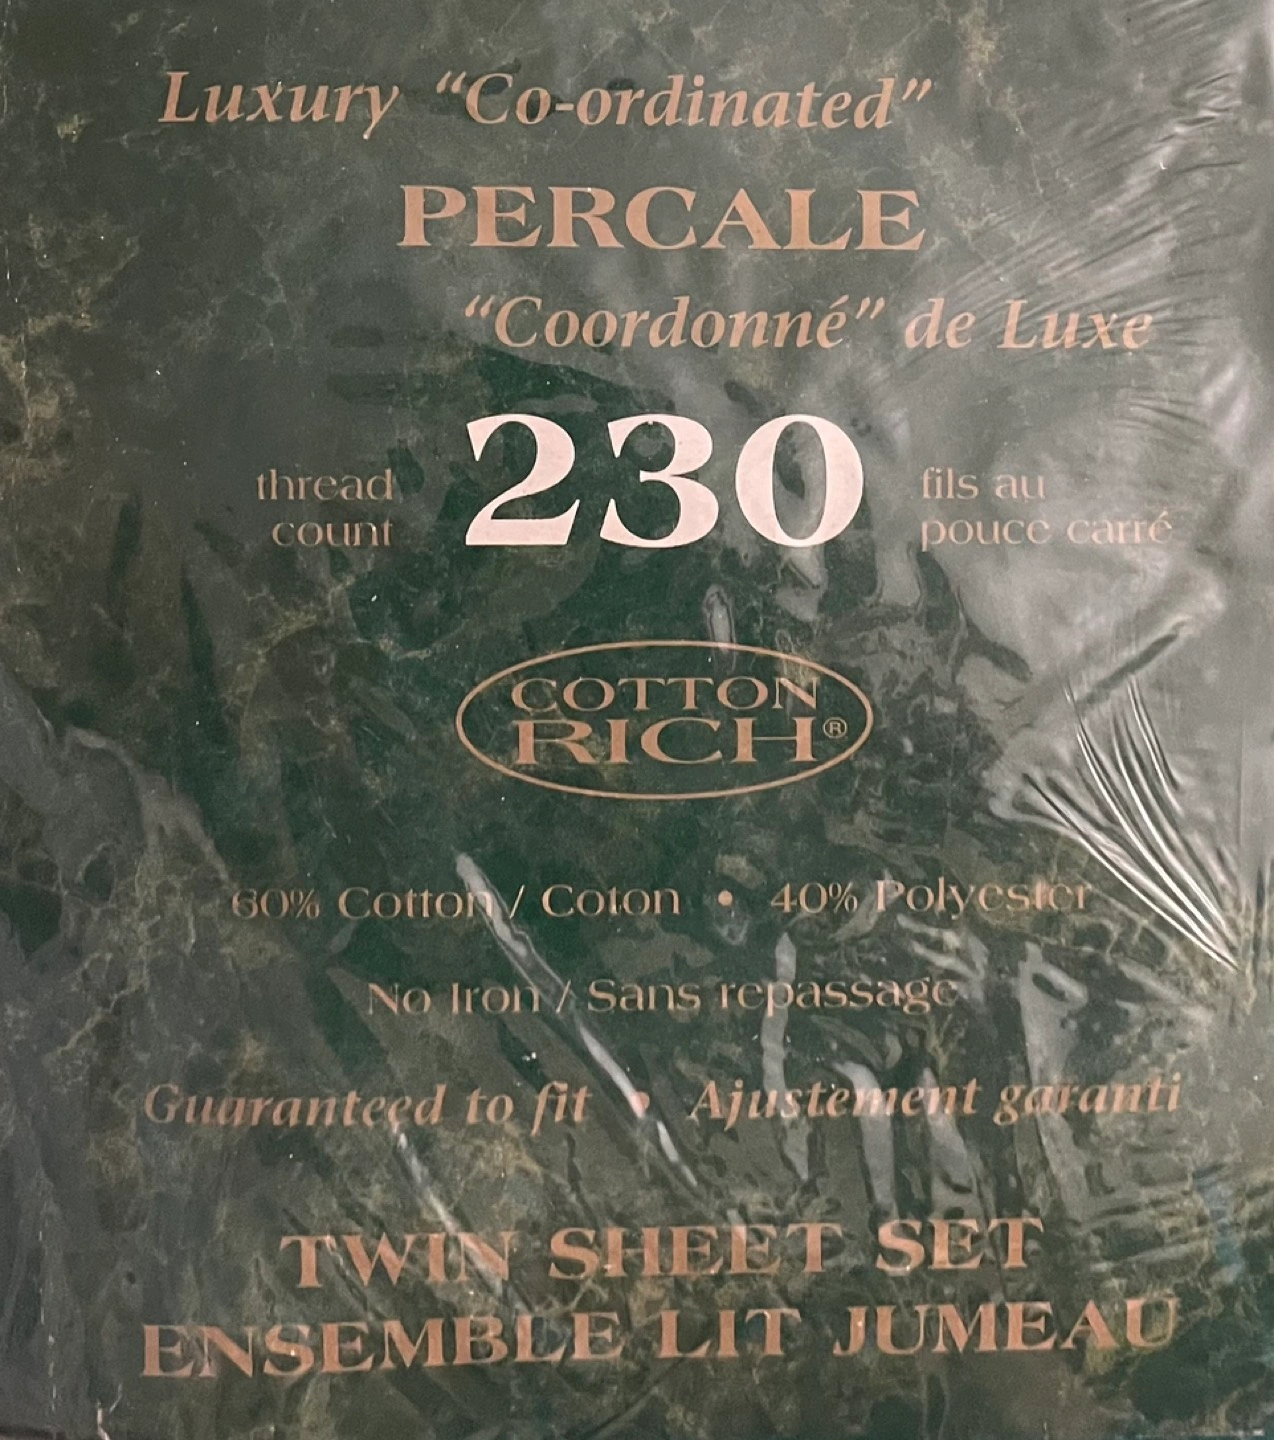 Luxury “Co-ordinated”
PERCALE
“Coordonné” de Luxe
thread count 230 fils au pouce carré
COTTON
RICH®
60% Cotton / Coton • 40% Polyester
No Iron / Sans repassage
Guaranteed to fit • Ajustement garanti
TWIN SHEET SET
ENSEMBLE LIT JUMEAU